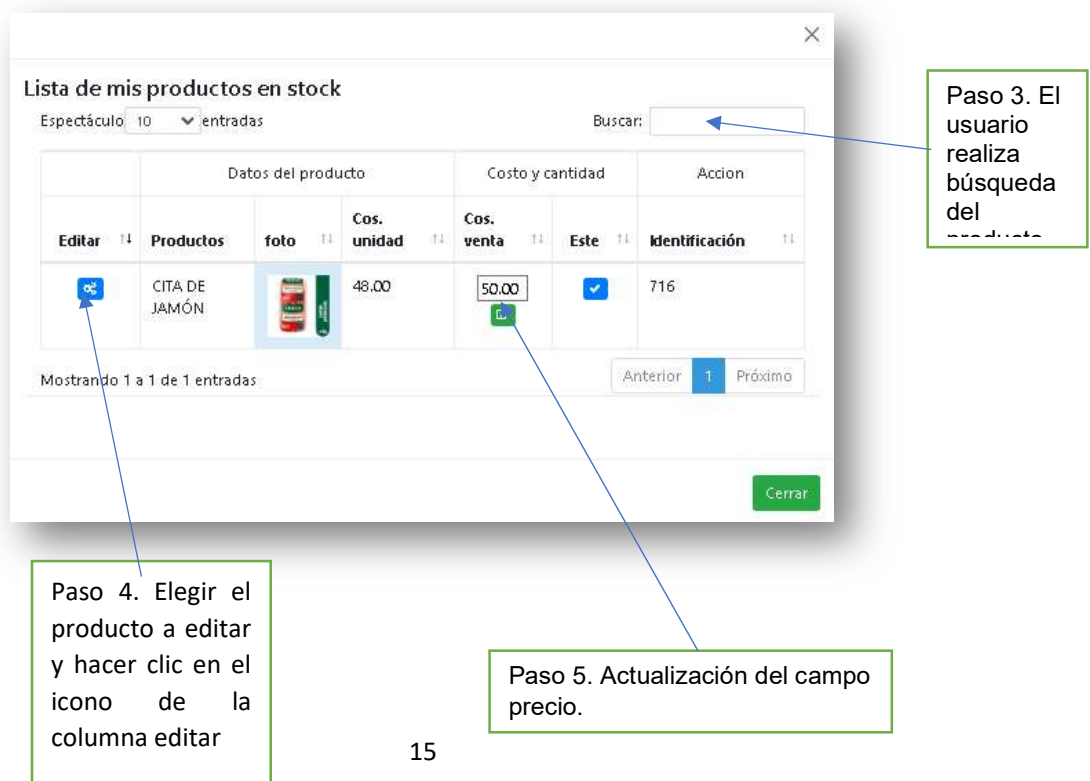 ×
Lista de mis productos en stock
Espectáculo 10 entradas
Buscar:
Datos del producto Costo y cantidad Accion
Editar Productos foto Cos. unidad Cos. venta Este Identificación
CITA DE JAMÓN 48.00 50.00 716
Mostrando 1 a 1 de 1 entradas
Anterior 1 Próximo
Cerrar
Paso 3. El
usuario
realiza
búsqueda
del
producto
Paso 4. Elegir el
producto a editar
y hacer clic en el
icono de la
columna editar
Paso 5. Actualización del campo
precio.
15